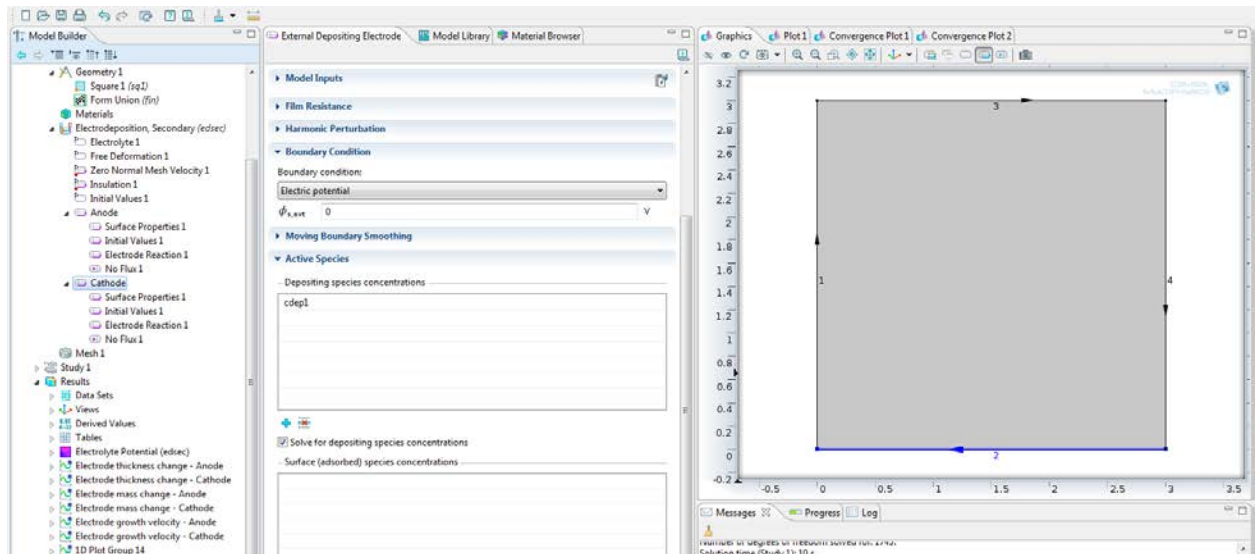 Model Builder
Geometry 1
Square 1 (sq1)
Form Union (fin)
Materials
Electrodeposition, Secondary (edsec)
Electrolyte 1
Free Deformation 1
Zero Normal Mesh Velocity 1
Insulation 1
Initial Values 1
Anode
Surface Properties 1
Initial Values 1
Electrode Reaction 1
No Flux 1
Cathode
Surface Properties 1
Initial Values 1
Electrode Reaction 1
No Flux 1
Mesh 1
Study 1
Results
Data Sets
Views
Derived Values
Tables
Electrolyte Potential (edsec)
Electrode thickness change - Anode
Electrode thickness change - Cathode
Electrode mass change - Anode
Electrode mass change - Cathode
Electrode growth velocity - Anode
Electrode growth velocity - Cathode
1D Plot Group 14
External Depositing Electrode Model Library Material Browser
Model Inputs
Film Resistance
Harmonic Perturbation
Boundary Condition
Boundary condition:
Electric potential
ϕs,ext 0 V
Moving Boundary Smoothing
Active Species
Depositing species concentrations
cdep1
Solve for depositing species concentrations
Surface (adsorbed) species concentrations
Graphics Plot 1 Convergence Plot 1 Convergence Plot 2
3.2
3
2.8
2.6
2.4
2.2
2
1.8
1.6
1.4
1.2
1
0.8
0.6
0.4
0.2
0
-0.2
3
1
4
2
-0.5 0 0.5 1 1.5 2 2.5 3 3.5
Messages Progress Log
Number of degrees of freedom solved for: 1745.
Solution time (Study 1): 10 s